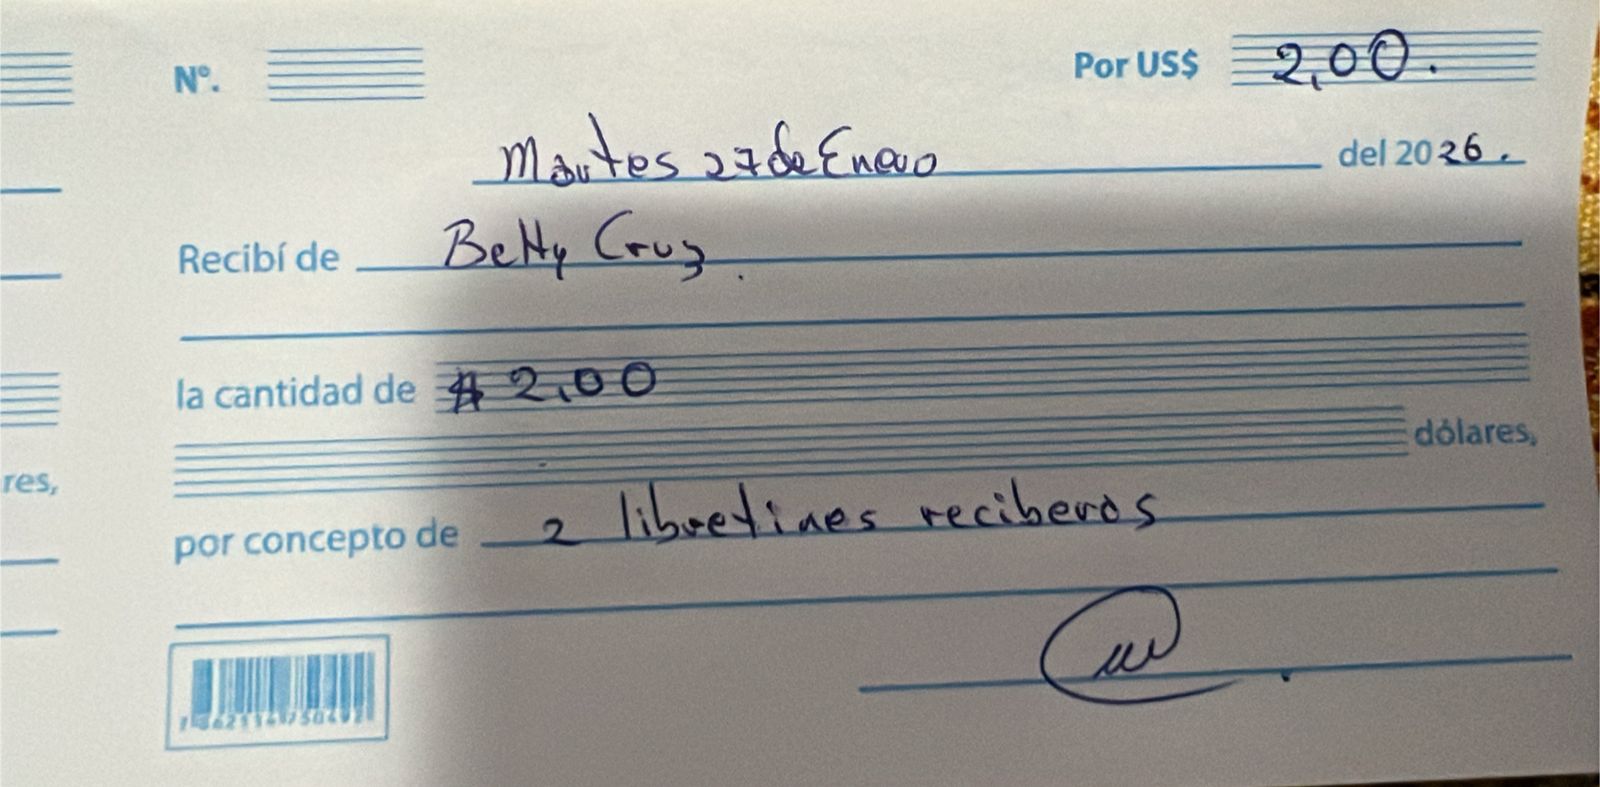 Nº. Por US$ 2,00.
Martes 27 de Enero del 2026.
Recibí de Betty Cruz.
la cantidad de $ 2,00
dólares,
res,
por concepto de 2 libretines reciberos